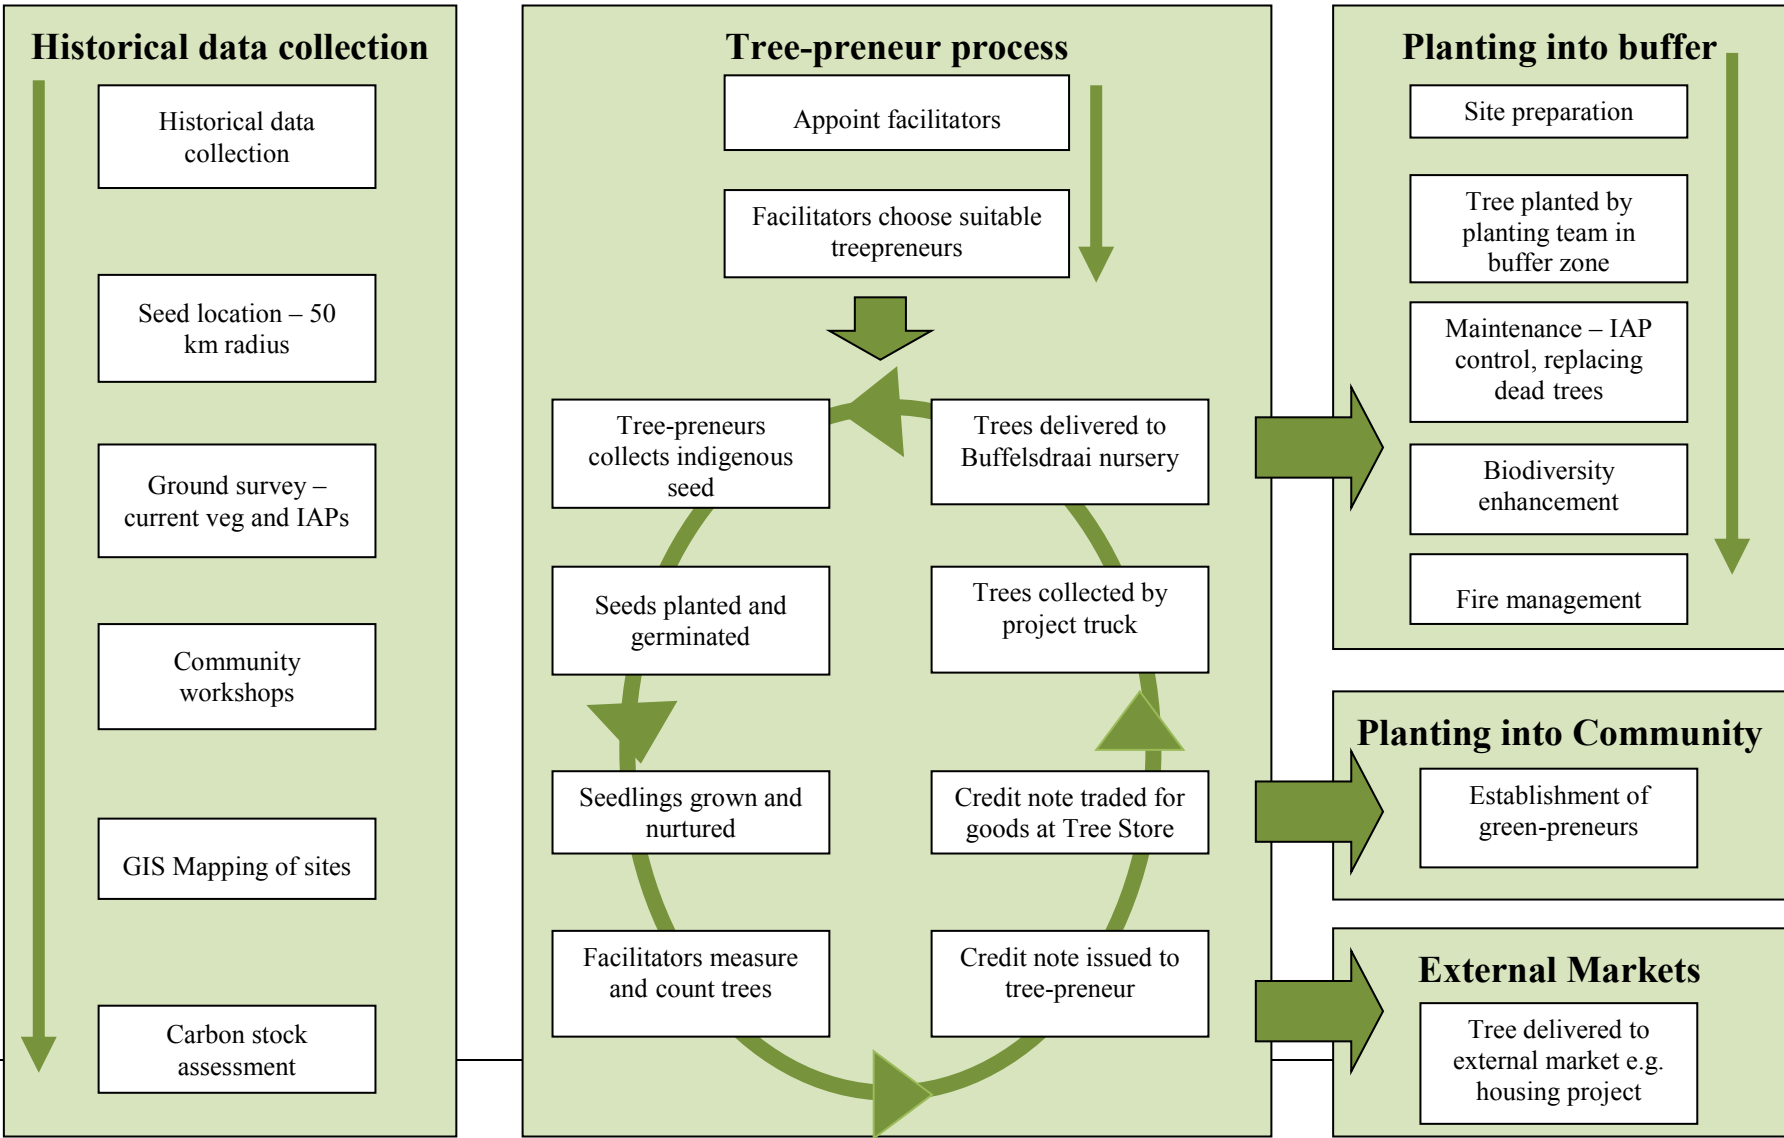 Historical data collection
Historical data
collection
Seed location – 50
km radius
Ground survey –
current veg and IAPs
Community
workshops
GIS Mapping of sites
Carbon stock
assessment
Tree-preneur process
Appoint facilitators
Facilitators choose suitable
treepreneurs
Tree-preneurs
collects indigenous
seed
Seeds planted and
germinated
Seedlings grown and
nurtured
Facilitators measure
and count trees
Credit note issued to
tree-preneur
Credit note traded for
goods at Tree Store
Trees collected by
project truck
Trees delivered to
Buffelsdraai nursery
Planting into buffer
Site preparation
Tree planted by
planting team in
buffer zone
Maintenance – IAP
control, replacing
dead trees
Biodiversity
enhancement
Fire management
Planting into Community
Establishment of
green-preneurs
External Markets
Tree delivered to
external market e.g.
housing project